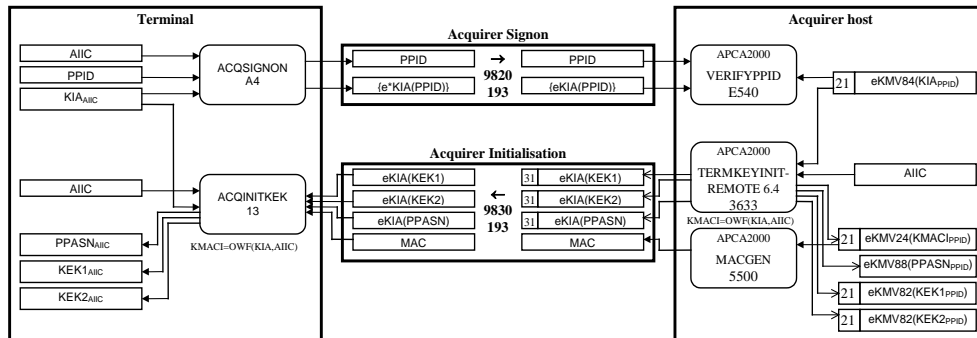 Terminal
AIIC
PPID
KIAAIIC
ACQSIGNON
A4
AIIC
ACQINITKEK
13
KMACI=OWF(KIA,AIIC)
PPASNAIIC
KEK1AIIC
KEK2AIIC
Acquirer Signon
PPID → PPID
{e*KIA(PPID)} 9820 {eKIA(PPID)}
193
Acquirer Initialisation
eKIA(KEK1) 31 eKIA(KEK1)
eKIA(KEK2) ← 31 eKIA(KEK2)
eKIA(PPASN) 9830 31 eKIA(PPASN)
MAC 193 MAC
Acquirer host
APCA2000
VERIFYPPID
E540
21 eKMV84(KIAPPID)
APCA2000
TERMKEYINIT-
REMOTE 6.4
3633
KMACI=OWF(KIA,AIIC)
AIIC
APCA2000
MACGEN
5500
21 eKMV24(KMACIPPID)
eKMV88(PPASNPPID)
21 eKMV82(KEK1PPID)
21 eKMV82(KEK2PPID)